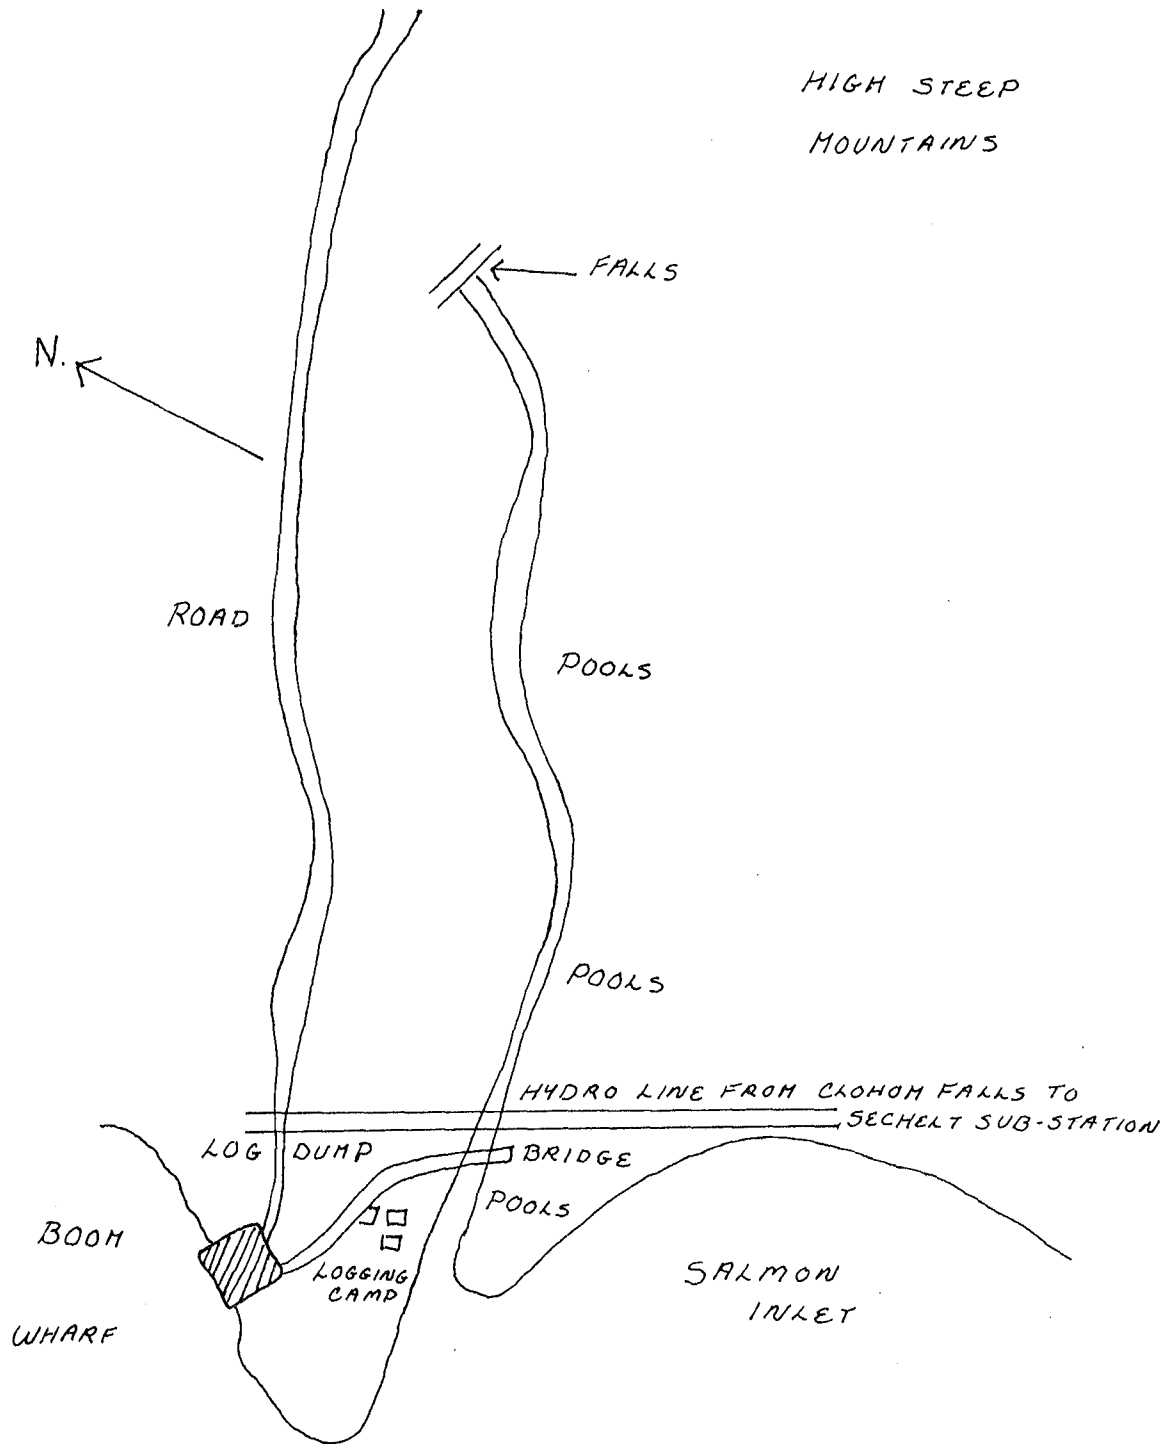 HIGH STEEP
MOUNTAINS
FALLS
N.
ROAD
POOLS
POOLS
HYDRO LINE FROM CLOHOM FALLS TO
SECHELT SUB-STATION
LOG DUMP
BRIDGE
POOLS
BOOM
LOGGING
CAMP
SALMON
INLET
WHARF